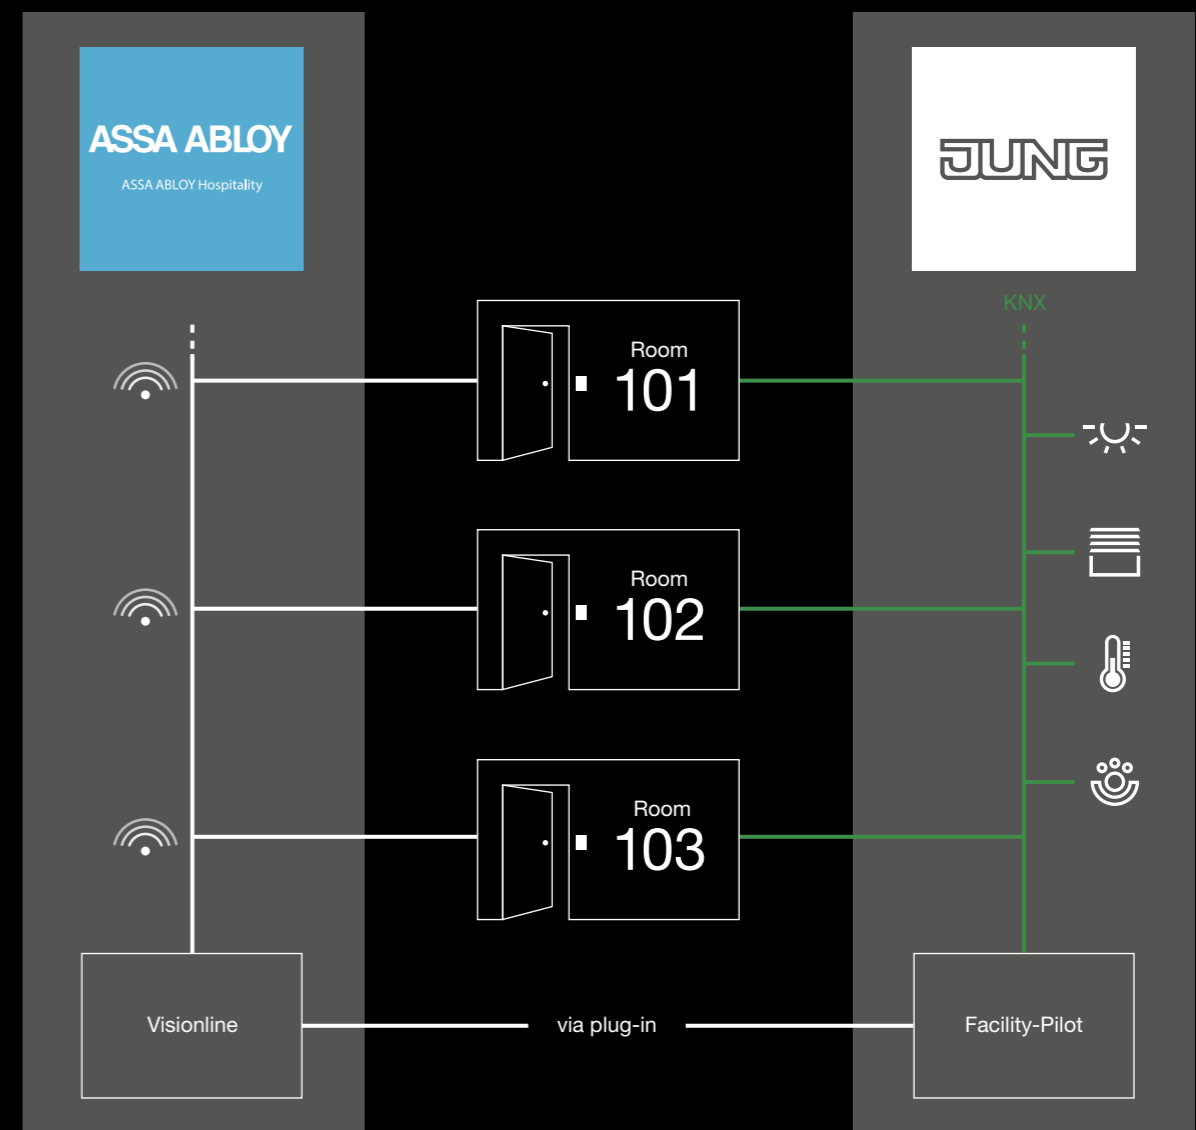 ASSA ABLOY
ASSA ABLOY Hospitality
JUNG
KNX
Room
101
Room
102
Room
103
Visionline
via plug-in
Facility-Pilot